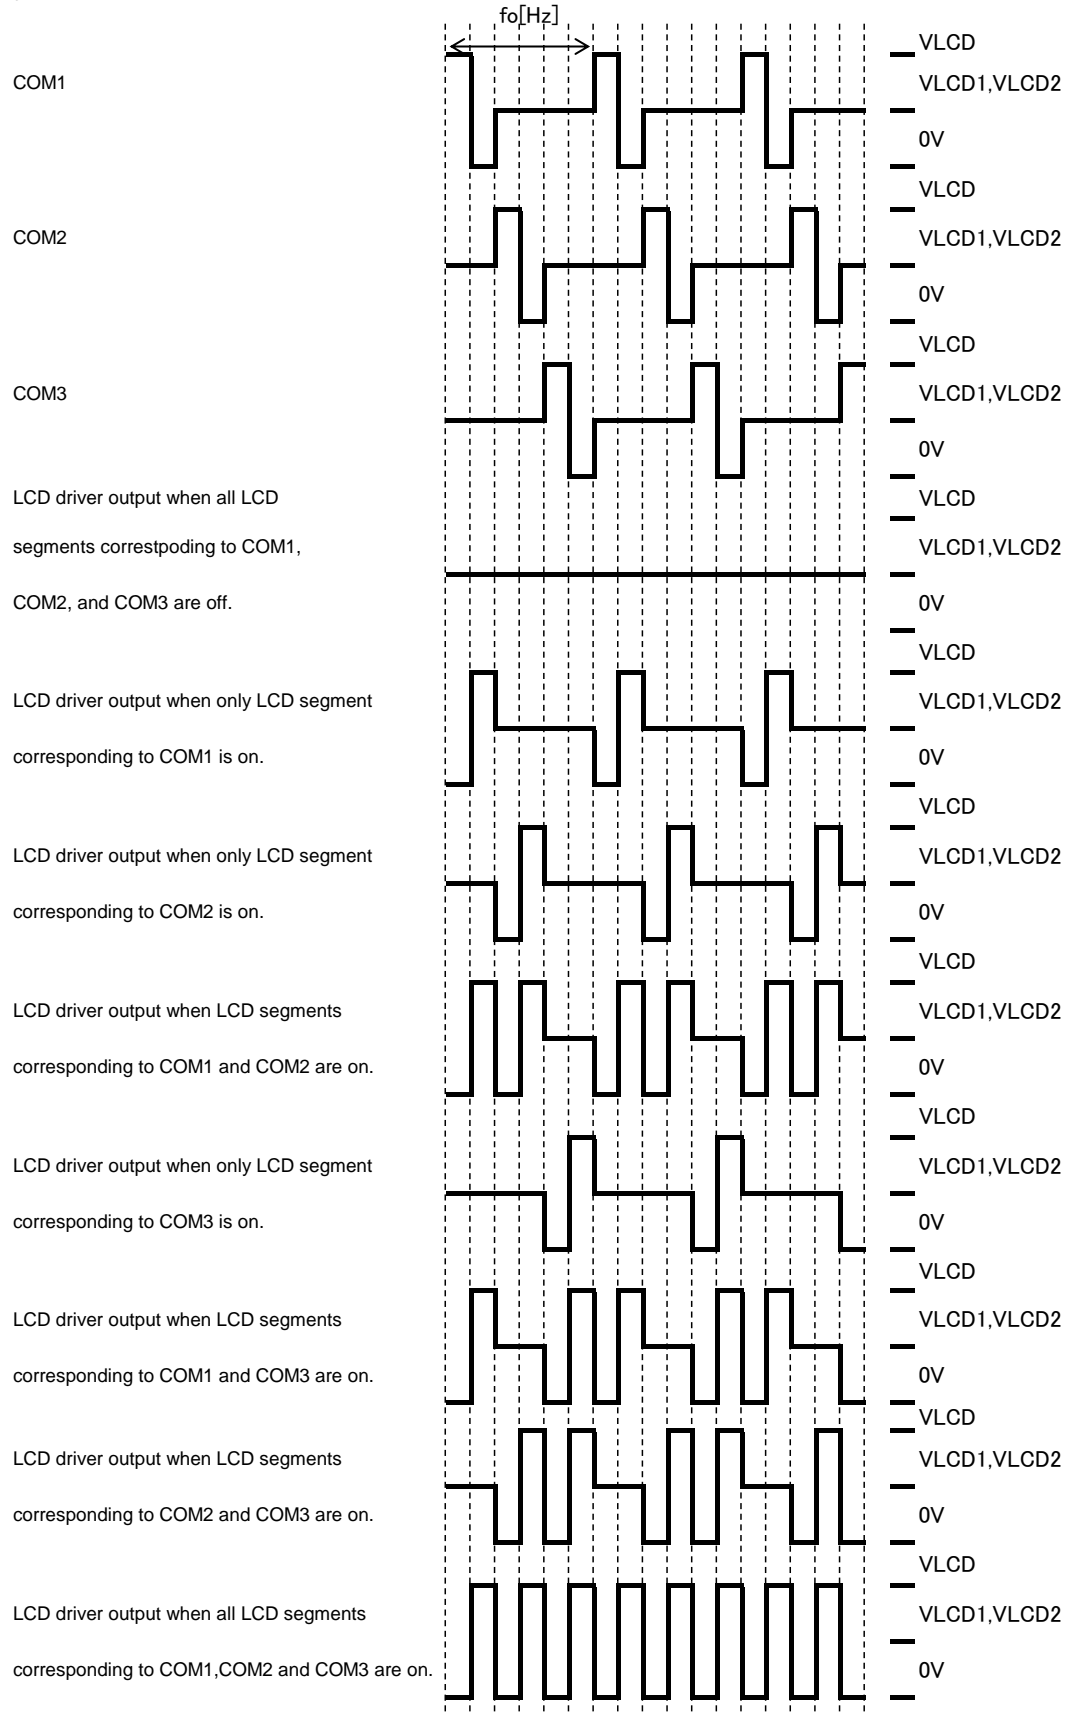 fo[Hz]
VLCD
COM1
VLCD1,VLCD2
0V
VLCD
COM2
VLCD1,VLCD2
0V
VLCD
COM3
VLCD1,VLCD2
0V
LCD driver output when all LCD
VLCD
segments correstpoding to COM1,
VLCD1,VLCD2
COM2, and COM3 are off.
0V
VLCD
LCD driver output when only LCD segment
VLCD1,VLCD2
corresponding to COM1 is on.
0V
VLCD
LCD driver output when only LCD segment
VLCD1,VLCD2
corresponding to COM2 is on.
0V
VLCD
LCD driver output when LCD segments
VLCD1,VLCD2
corresponding to COM1 and COM2 are on.
0V
VLCD
LCD driver output when only LCD segment
VLCD1,VLCD2
corresponding to COM3 is on.
0V
VLCD
LCD driver output when LCD segments
VLCD1,VLCD2
corresponding to COM1 and COM3 are on.
0V
VLCD
LCD driver output when LCD segments
VLCD1,VLCD2
corresponding to COM2 and COM3 are on.
0V
VLCD
LCD driver output when all LCD segments
VLCD1,VLCD2
corresponding to COM1,COM2 and COM3 are on.
0V